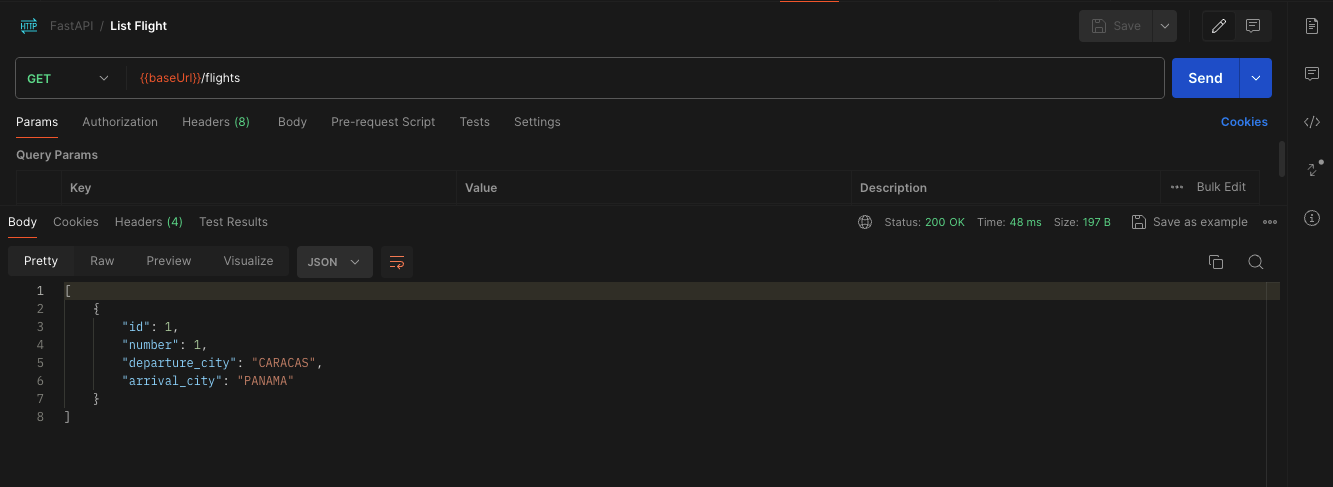 HTTP FastAPI / List Flight Save
GET {{baseUrl}}/flights Send
Params Authorization Headers (8) Body Pre-request Script Tests Settings Cookies
Query Params
Key Value Description Bulk Edit
Body Cookies Headers (4) Test Results Status: 200 OK Time: 48 ms Size: 197 B Save as example
Pretty Raw Preview Visualize JSON
1 [
2 {
3 "id": 1,
4 "number": 1,
5 "departure_city": "CARACAS",
6 "arrival_city": "PANAMA"
7 }
8 ]